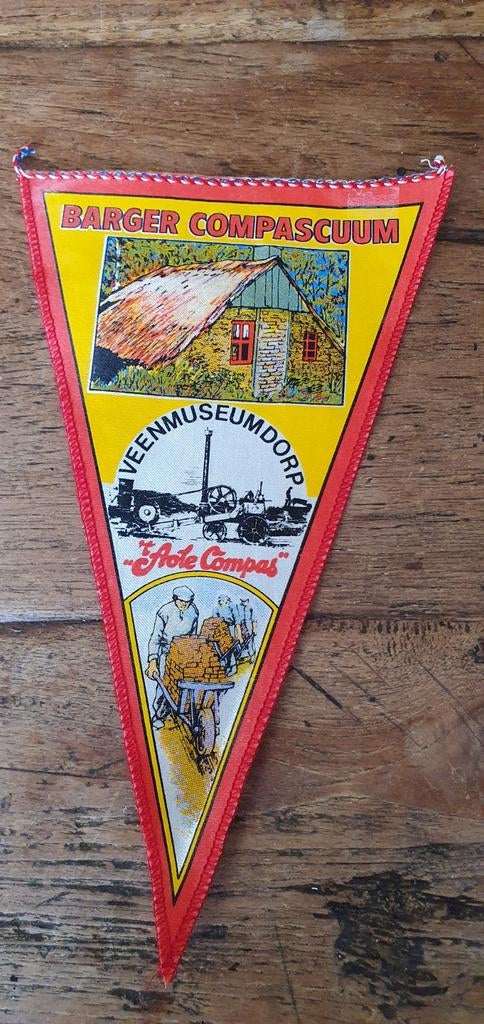 BARGER COMPASCUUM
VEENMUSEUMDORP
"'t Aole Compas"